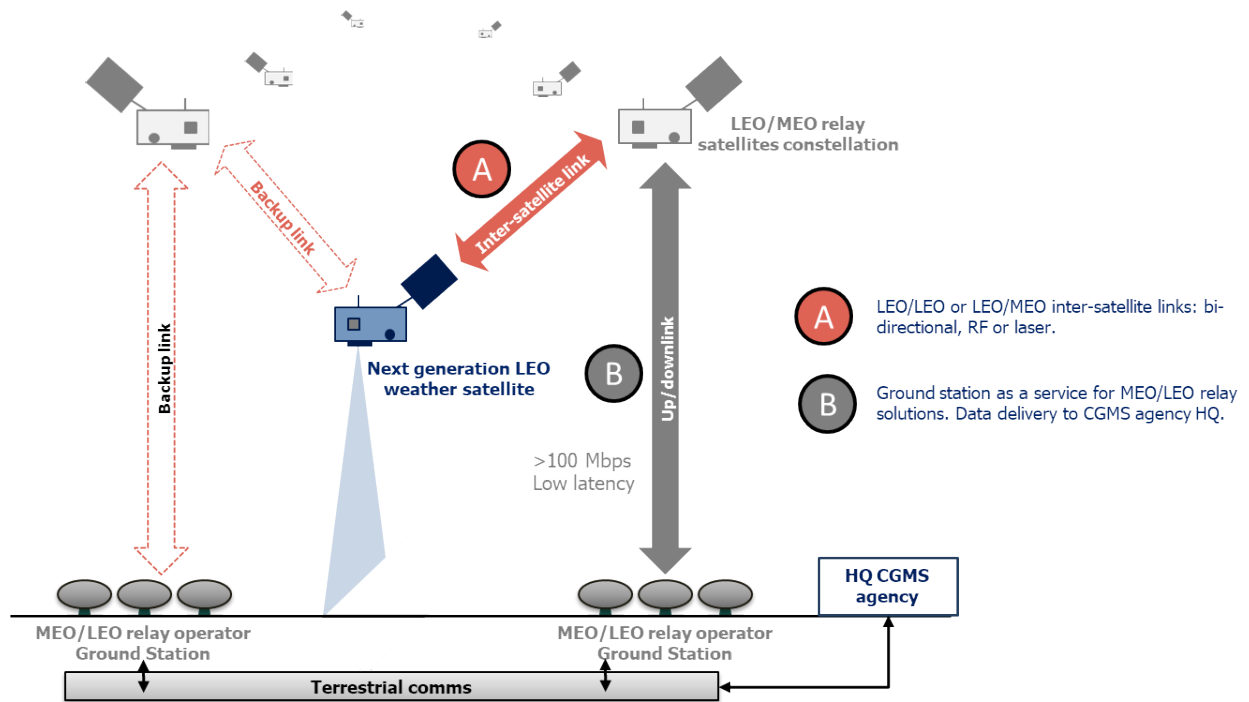 LEO/MEO relay
satellites constellation
A
Inter-satellite link
Backup link
Backup link
Up/downlink
Next generation LEO
weather satellite
B
>100 Mbps
Low latency
A
LEO/LEO or LEO/MEO inter-satellite links: bi-
directional, RF or laser.
B
Ground station as a service for MEO/LEO relay
solutions. Data delivery to CGMS agency HQ.
HQ CGMS
agency
MEO/LEO relay operator
Ground Station
MEO/LEO relay operator
Ground Station
Terrestrial comms